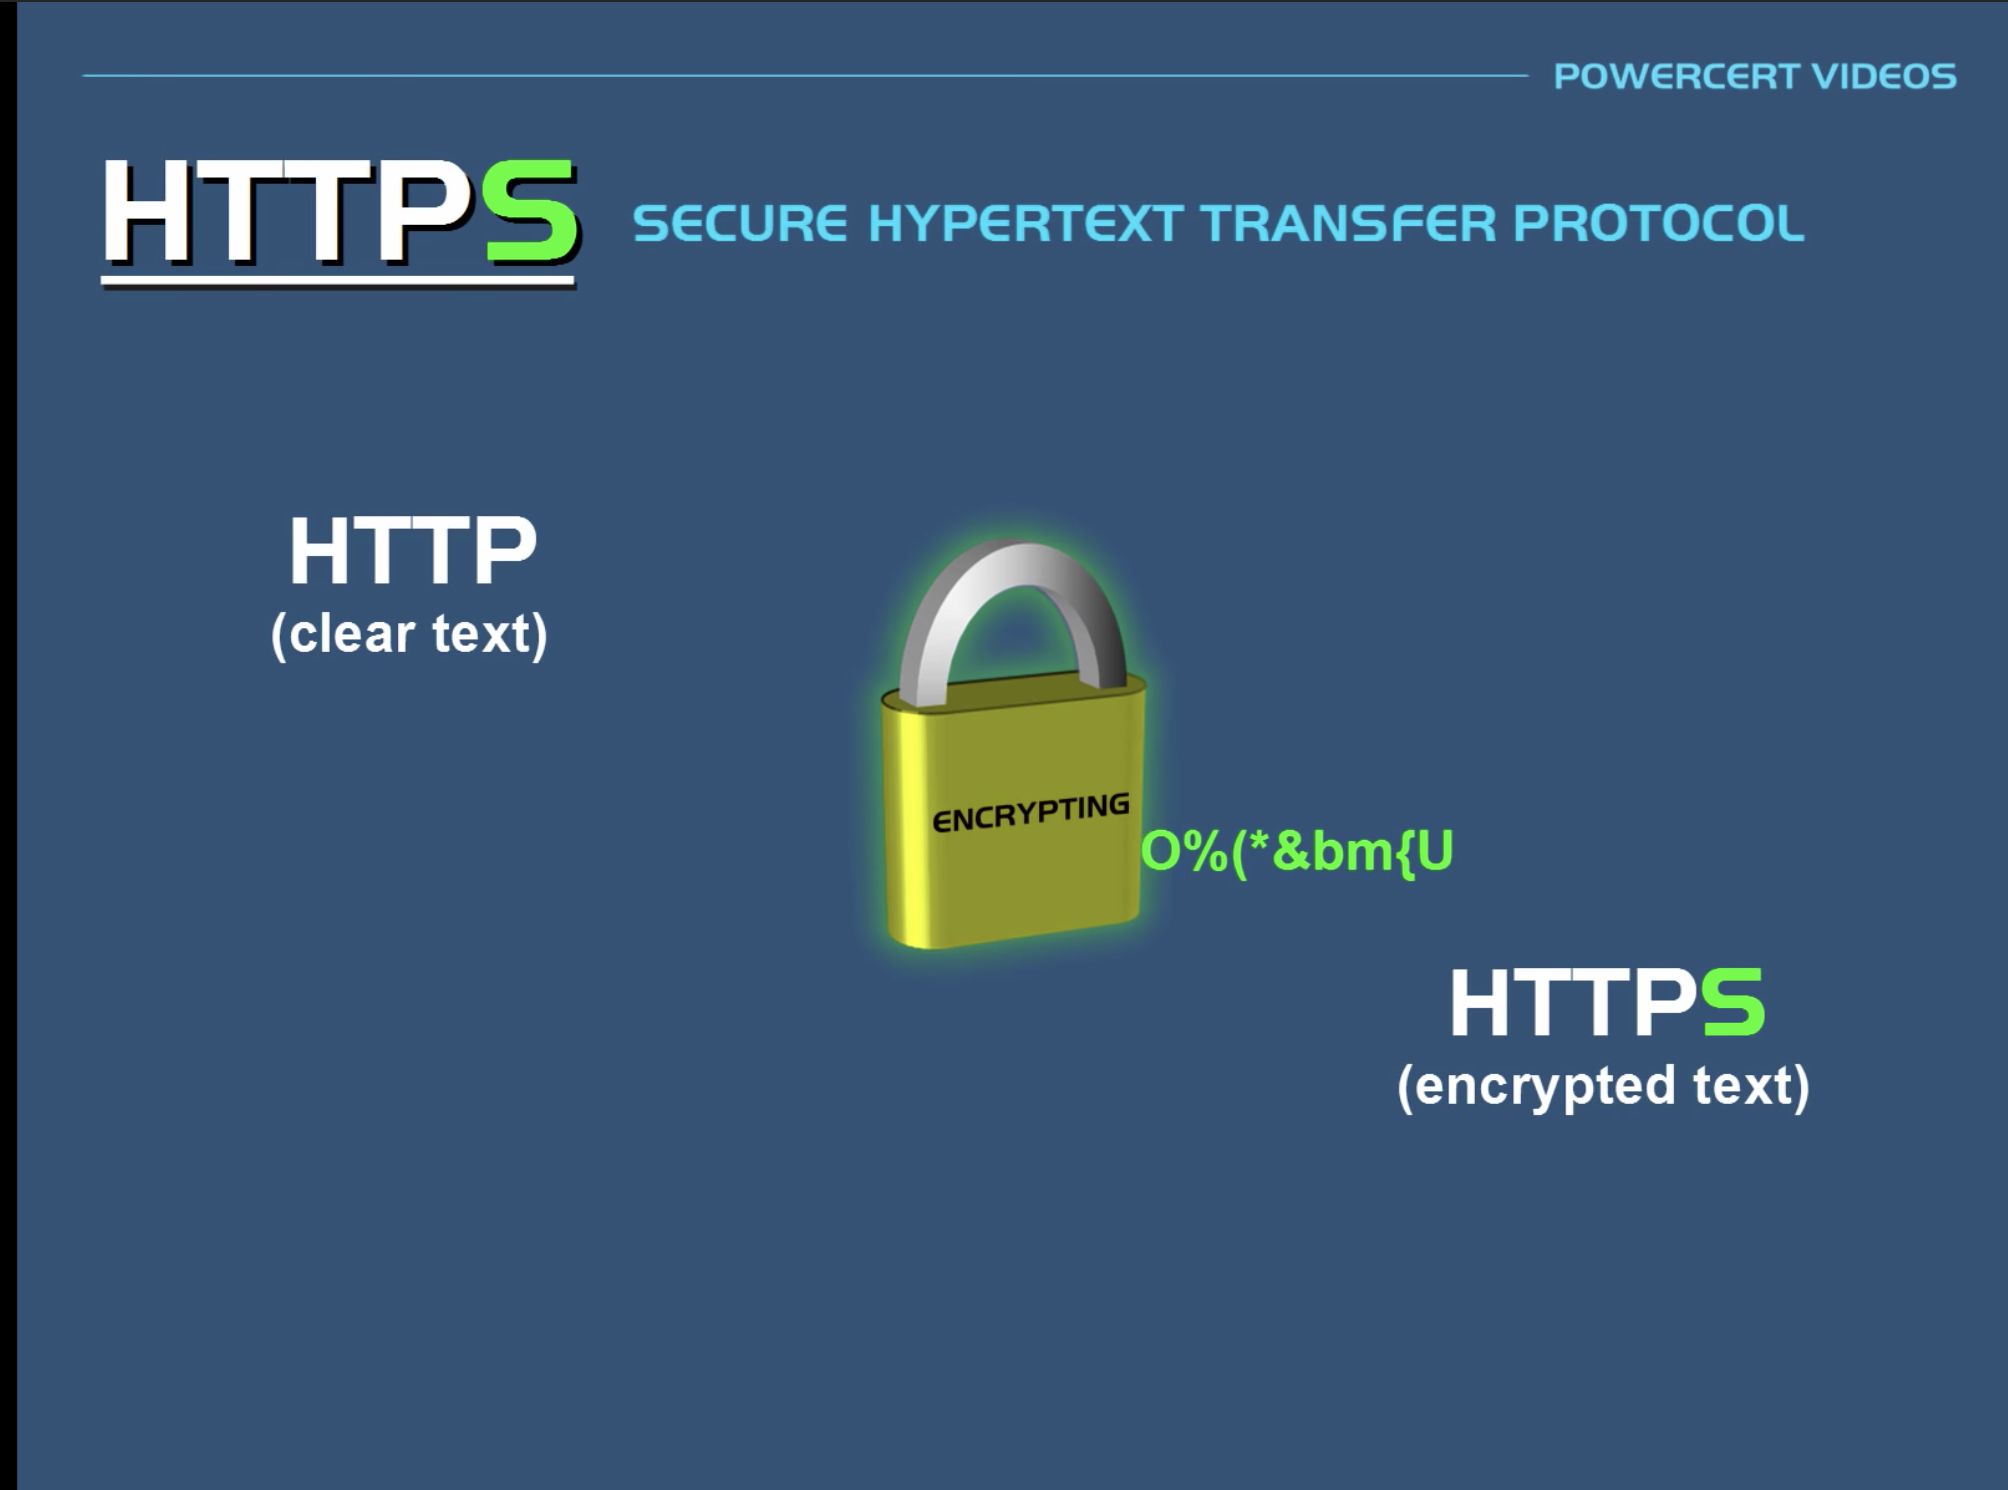 POWERCERT VIDEOS
HTTPS SECURE HYPERTEXT TRANSFER PROTOCOL
HTTP
(clear text)
ENCRYPTING
O%(*&bm{U
HTTPS
(encrypted text)